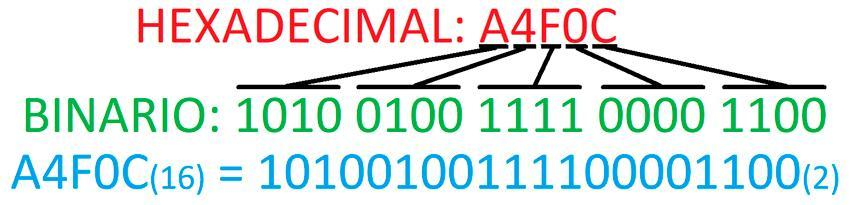 HEXADECIMAL: A4F0C
BINARIO: 1010 0100 1111 0000 1100
A4F0C(16) = 10100100111100001100(2)